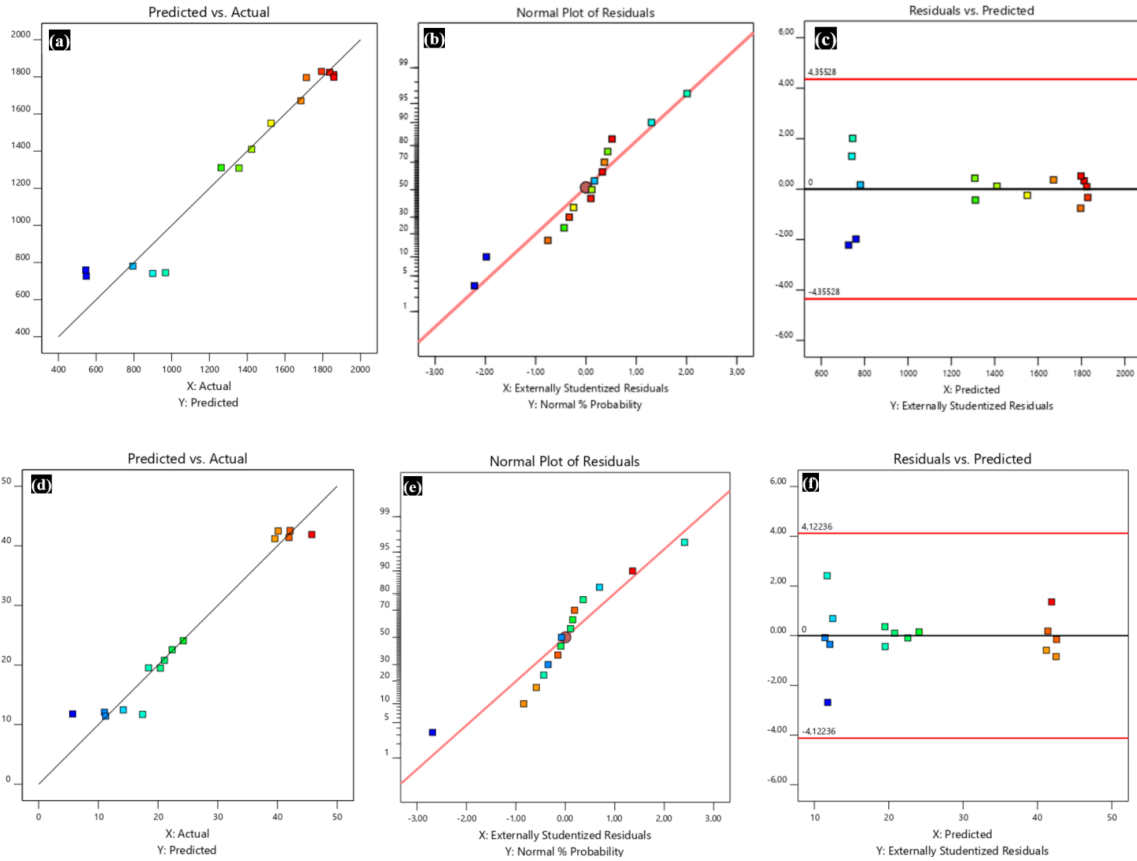 Predicted vs. Actual
(a)
2000
1800
1600
1400
1200
1000
800
600
400
400 600 800 1000 1200 1400 1600 1800 2000
X: Actual
Y: Predicted
Normal Plot of Residuals
(b)
99
95
90
80
70
50
30
20
10
5
1
-3,00 -2,00 -1,00 0,00 1,00 2,00 3,00
X: Externally Studentized Residuals
Y: Normal % Probability
Residuals vs. Predicted
(c)
6,00
4,35528
4,00
2,00
0
0,00
-2,00
-4,00
-4,35528
-6,00
600 800 1000 1200 1400 1600 1800 2000
X: Predicted
Y: Externally Studentized Residuals
Predicted vs. Actual
(d)
50
40
30
20
10
0
0 10 20 30 40 50
X: Actual
Y: Predicted
Normal Plot of Residuals
(e)
99
95
90
80
70
50
30
20
10
5
1
-3,00 -2,00 -1,00 0,00 1,00 2,00 3,00
X: Externally Studentized Residuals
Y: Normal % Probability
Residuals vs. Predicted
(f)
6,00
4,12236
4,00
2,00
0
0,00
-2,00
-4,00
-4,12236
-6,00
10 20 30 40 50
X: Predicted
Y: Externally Studentized Residuals